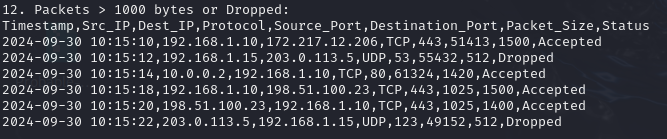 12. Packets > 1000 bytes or Dropped:
Timestamp,Src_IP,Dest_IP,Protocol,Source_Port,Destination_Port,Packet_Size,Status
2024-09-30 10:15:10,192.168.1.10,172.217.12.206,TCP,443,51413,1500,Accepted
2024-09-30 10:15:12,192.168.1.15,203.0.113.5,UDP,53,55432,512,Dropped
2024-09-30 10:15:14,10.0.0.2,192.168.1.10,TCP,80,61324,1420,Accepted
2024-09-30 10:15:18,192.168.1.10,198.51.100.23,TCP,443,1025,1500,Accepted
2024-09-30 10:15:20,198.51.100.23,192.168.1.10,TCP,443,1025,1400,Accepted
2024-09-30 10:15:22,203.0.113.5,192.168.1.15,UDP,123,49152,512,Dropped